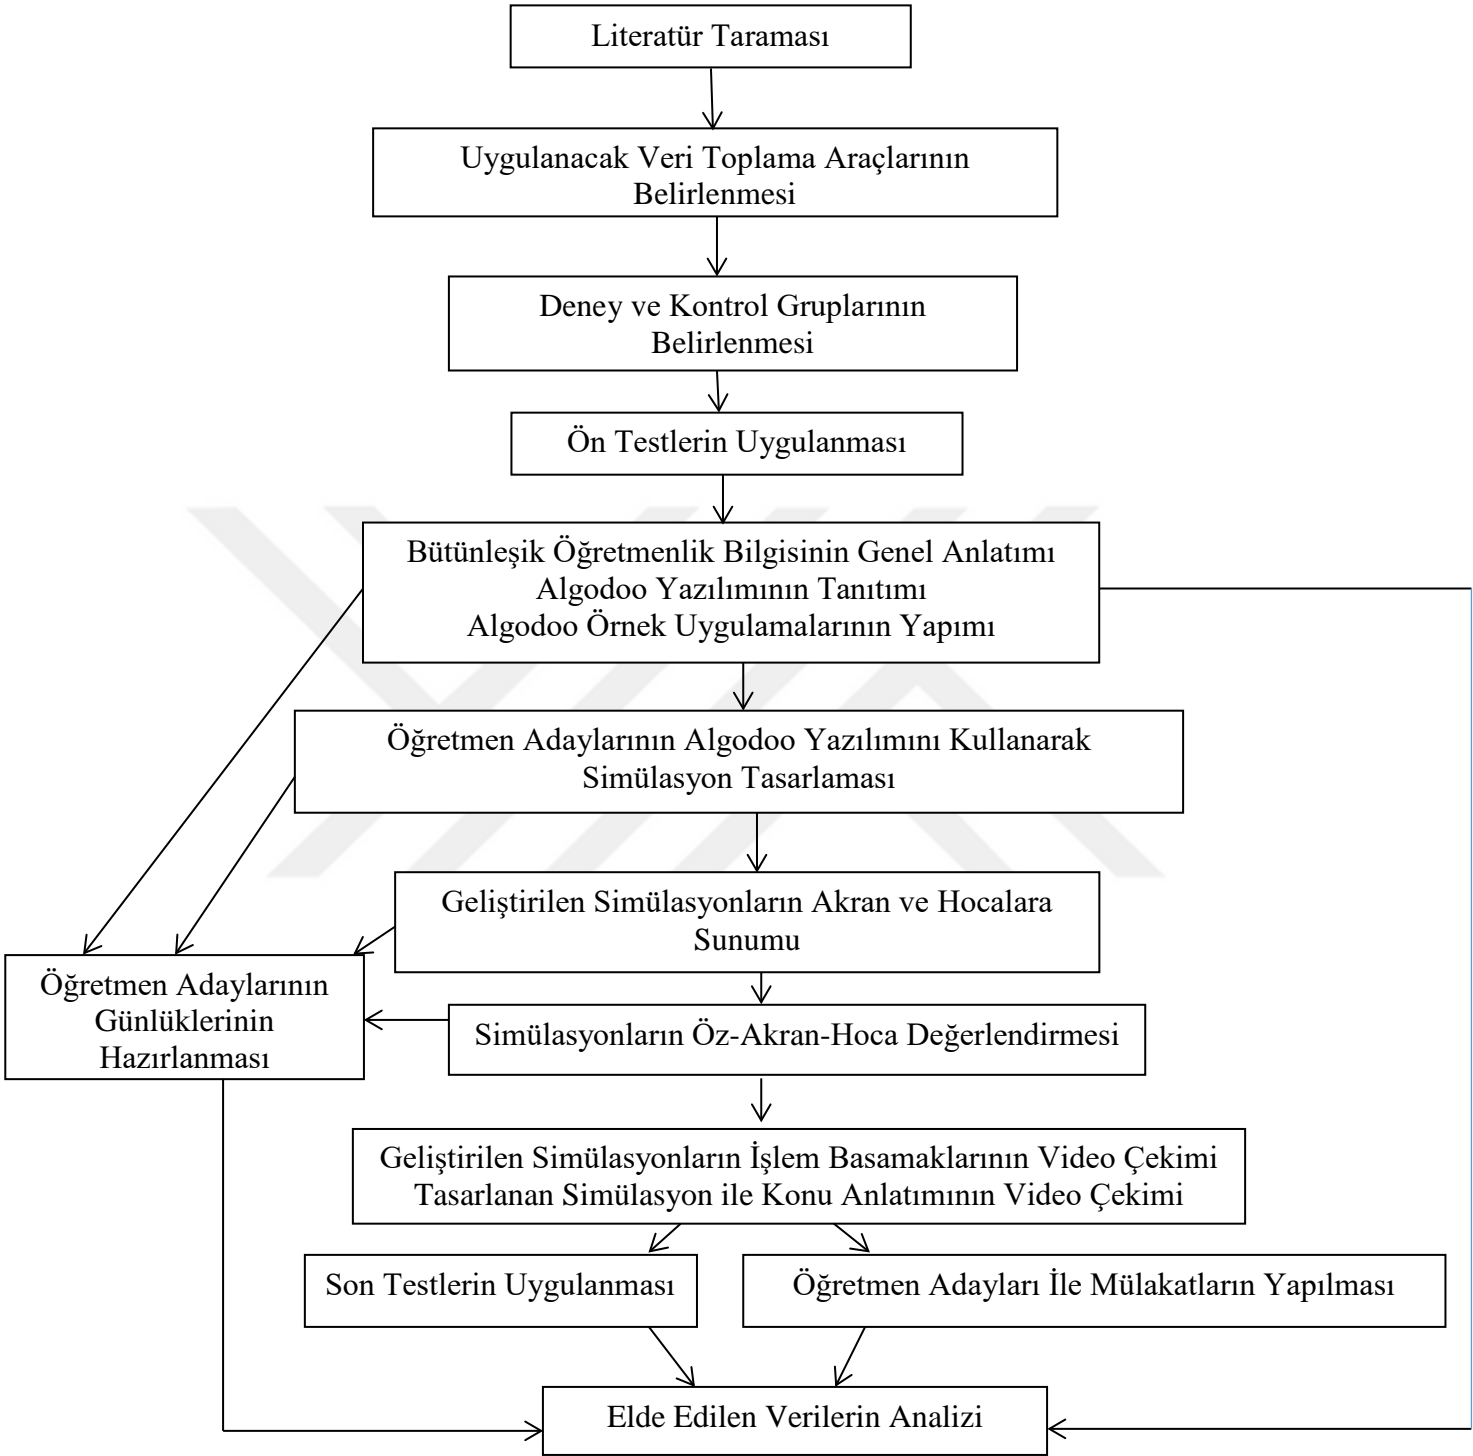 Literatür Taraması
Uygulanacak Veri Toplama Araçlarının
Belirlenmesi
Deney ve Kontrol Gruplarının
Belirlenmesi
Ön Testlerin Uygulanması
Bütünleşik Öğretmenlik Bilgisinin Genel Anlatımı
Algodoo Yazılımının Tanıtımı
Algodoo Örnek Uygulamalarının Yapımı
Öğretmen Adaylarının Algodoo Yazılımını Kullanarak
Simülasyon Tasarlaması
Geliştirilen Simülasyonların Akran ve Hocalara
Sunumu
Öğretmen Adaylarının
Günlüklerinin
Hazırlanması
Simülasyonların Öz-Akran-Hoca Değerlendirmesi
Geliştirilen Simülasyonların İşlem Basamaklarının Video Çekimi
Tasarlanan Simülasyon ile Konu Anlatımının Video Çekimi
Son Testlerin Uygulanması
Öğretmen Adayları İle Mülakatların Yapılması
Elde Edilen Verilerin Analizi